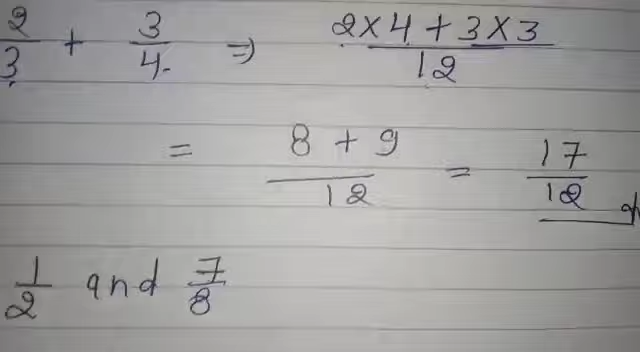 2/3 + 3/4 ⇒ 2×4+3×3/12
= 8+9/12 = 17/12
1/2 and 7/8